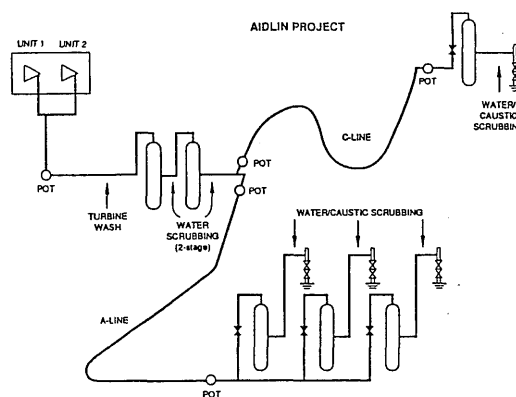 AIDLIN PROJECT
UNIT 1
UNIT 2
POT
WATER/
CAUSTIC
SCRUBBIN
C-LINE
POT
POT
POT
TURBINE
WASH
WATER
SCRUBBING
(2-stage)
WATER/CAUSTIC SCRUBBING
A-LINE
POT